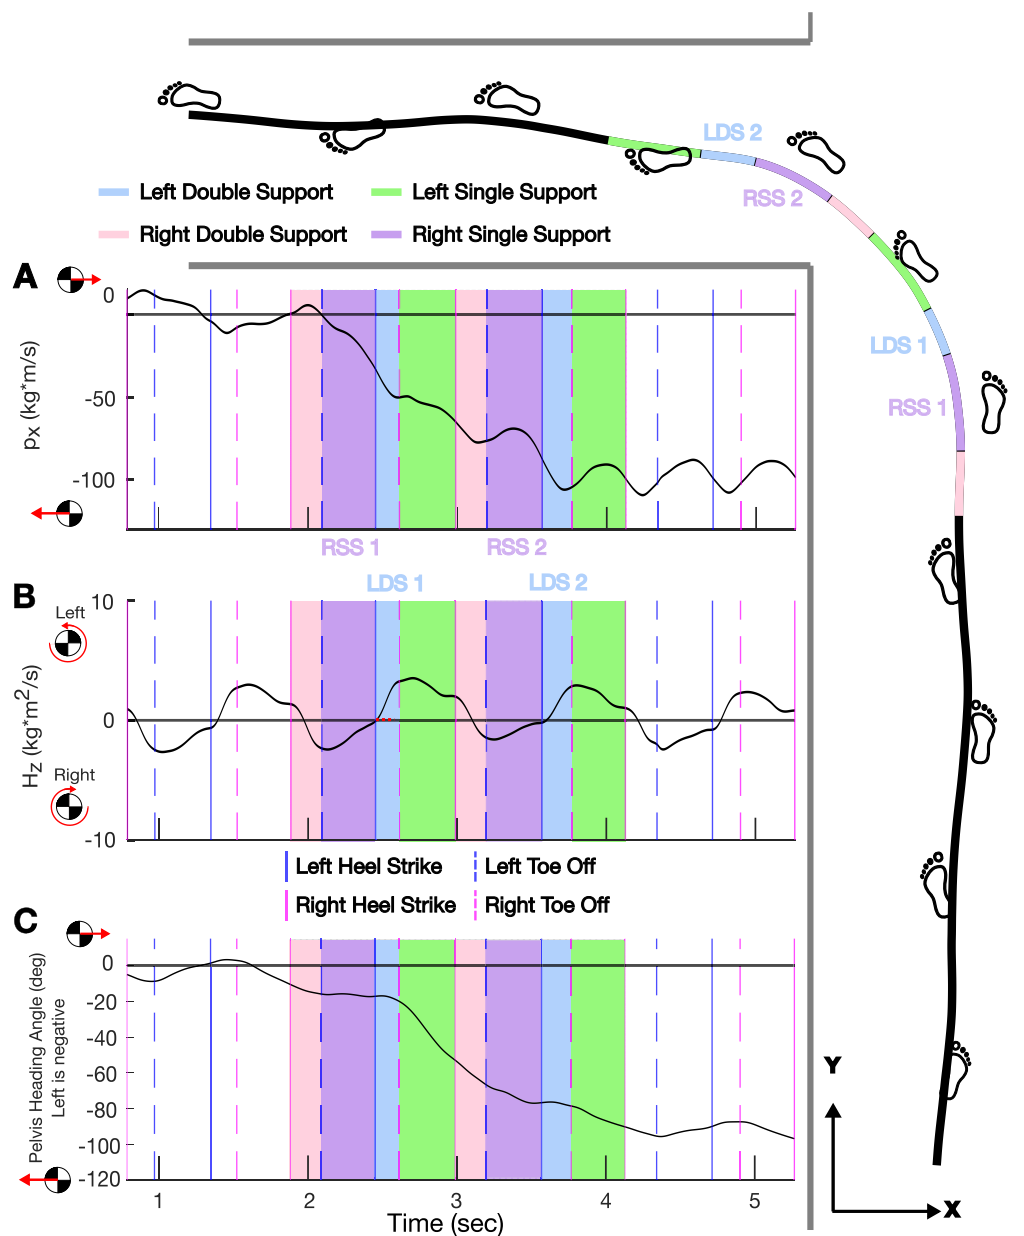 LDS 2
Left Double Support
Left Single Support
RSS 2
Right Double Support
Right Single Support
A
0
-50
-100
px (kg*m/s)
LDS 1
RSS 1
RSS 1
RSS 2
LDS 1
LDS 2
B
10
Left
0
Hz (kg*m²/s)
Right
-10
Left Heel Strike
Left Toe Off
Right Heel Strike
Right Toe Off
C
0
-20
-40
-60
-80
-100
-120
Pelvis Heading Angle (deg)
Left is negative
1
2
3
4
5
Time (sec)
Y
X